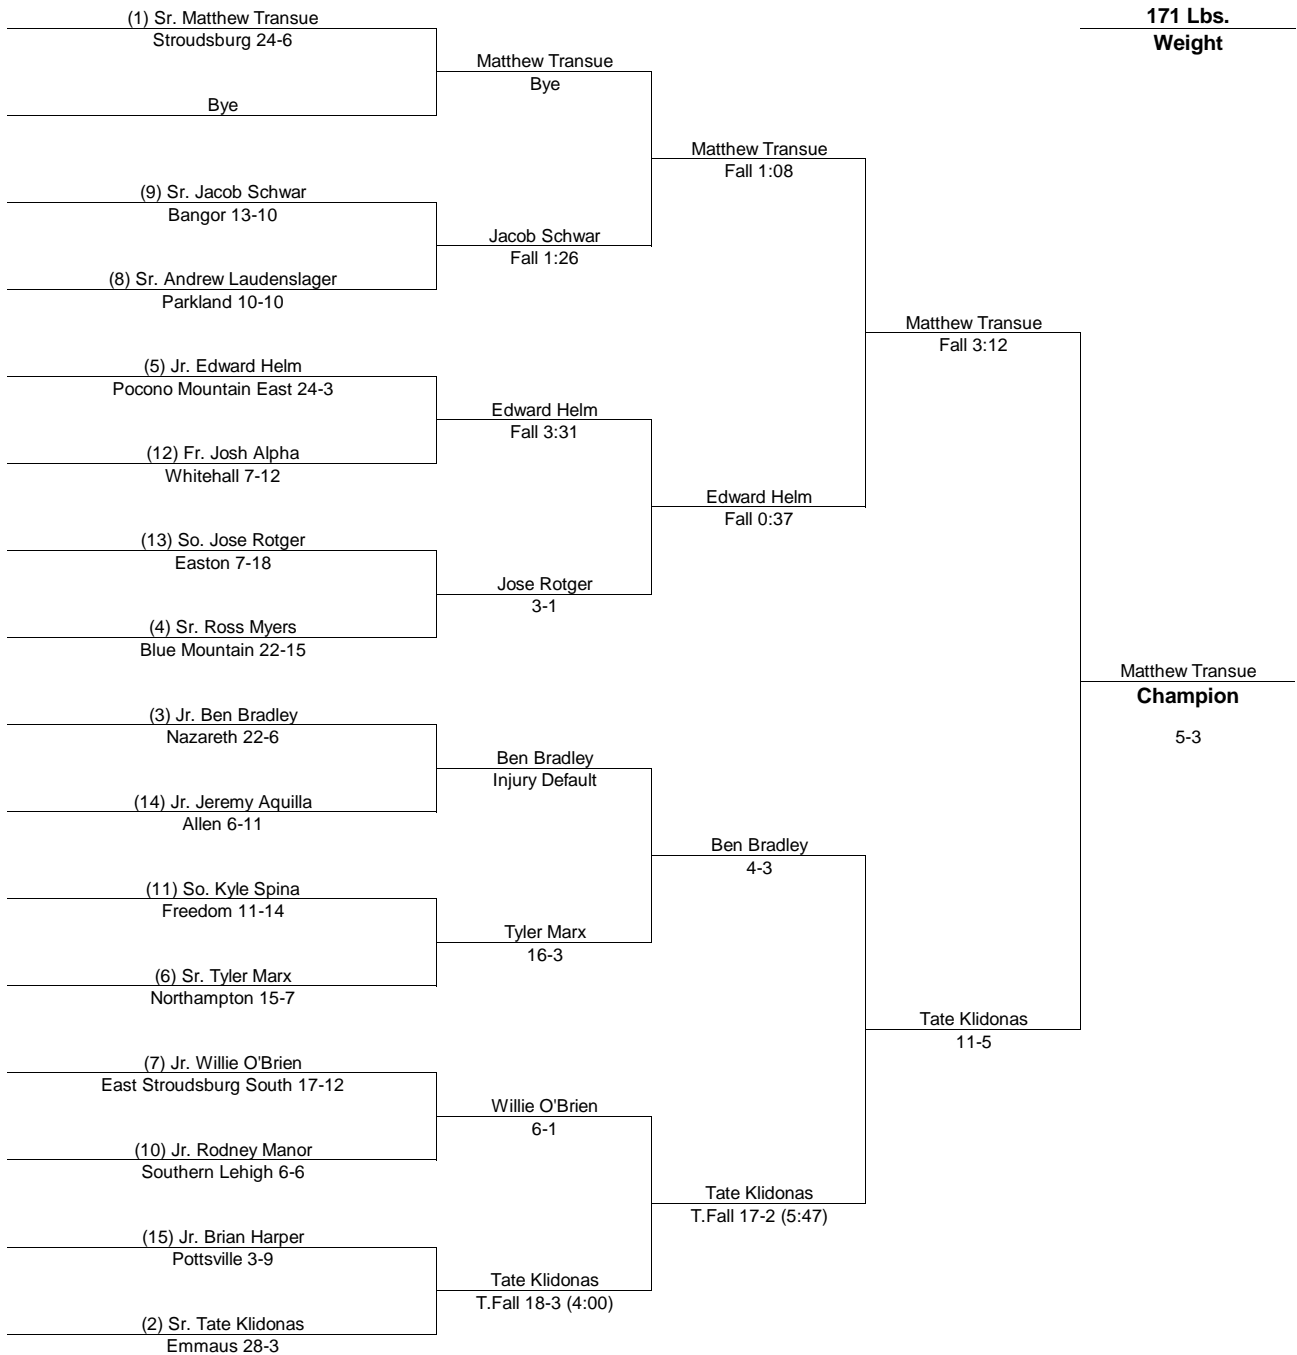 171 Lbs.
Weight
(1) Sr. Matthew Transue
Stroudsburg 24-6
Bye
(9) Sr. Jacob Schwar
Bangor 13-10
(8) Sr. Andrew Laudenslager
Parkland 10-10
(5) Jr. Edward Helm
Pocono Mountain East 24-3
(12) Fr. Josh Alpha
Whitehall 7-12
(13) So. Jose Rotger
Easton 7-18
(4) Sr. Ross Myers
Blue Mountain 22-15
(3) Jr. Ben Bradley
Nazareth 22-6
(14) Jr. Jeremy Aquilla
Allen 6-11
(11) So. Kyle Spina
Freedom 11-14
(6) Sr. Tyler Marx
Northampton 15-7
(7) Jr. Willie O'Brien
East Stroudsburg South 17-12
(10) Jr. Rodney Manor
Southern Lehigh 6-6
(15) Jr. Brian Harper
Pottsville 3-9
(2) Sr. Tate Klidonas
Emmaus 28-3
Matthew Transue
Bye
Jacob Schwar
Fall 1:26
Edward Helm
Fall 3:31
Jose Rotger
3-1
Ben Bradley
Injury Default
Tyler Marx
16-3
Willie O'Brien
6-1
Tate Klidonas
T.Fall 18-3 (4:00)
Matthew Transue
Fall 1:08
Edward Helm
Fall 0:37
Ben Bradley
4-3
Tate Klidonas
T.Fall 17-2 (5:47)
Matthew Transue
Fall 3:12
Tate Klidonas
11-5
Matthew Transue
Champion
5-3